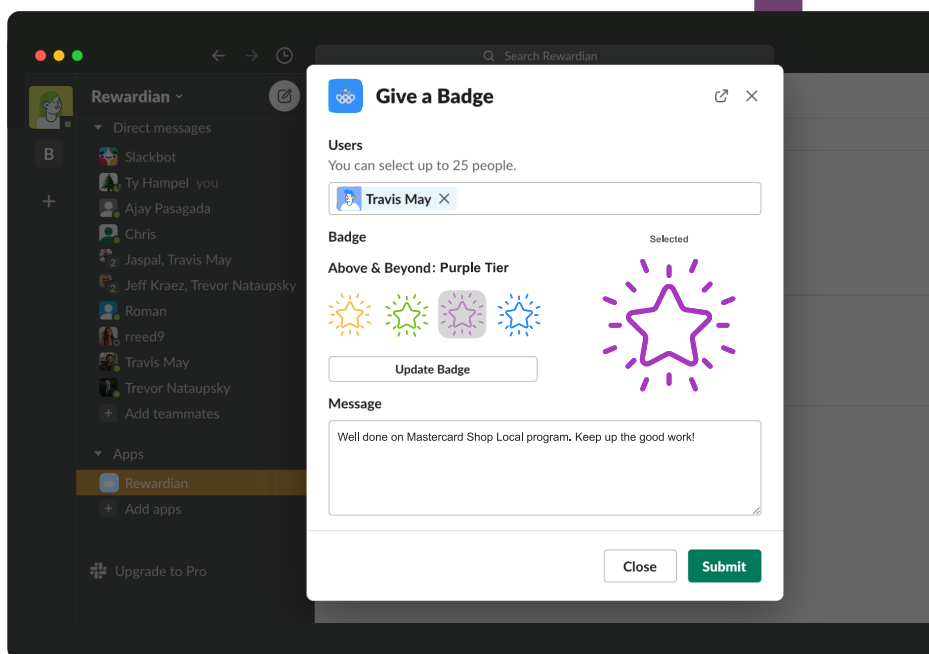 Search Rewardian
Rewardian
Direct messages
B
Slackbot
Ty Hampel you
Ajay Pasagada
Chris
2 Jaspal, Travis May
2 Jeff Kraez, Trevor Nataupsky
Roman
rreed9
Travis May
Trevor Nataupsky
+ Add teammates
Apps
Rewardian
+ Add apps
Upgrade to Pro
Give a Badge
Users
You can select up to 25 people.
Travis May
Badge
Selected
Above & Beyond: Purple Tier
Update Badge
Message
Well done on Mastercard Shop Local program. Keep up the good work!
Close
Submit